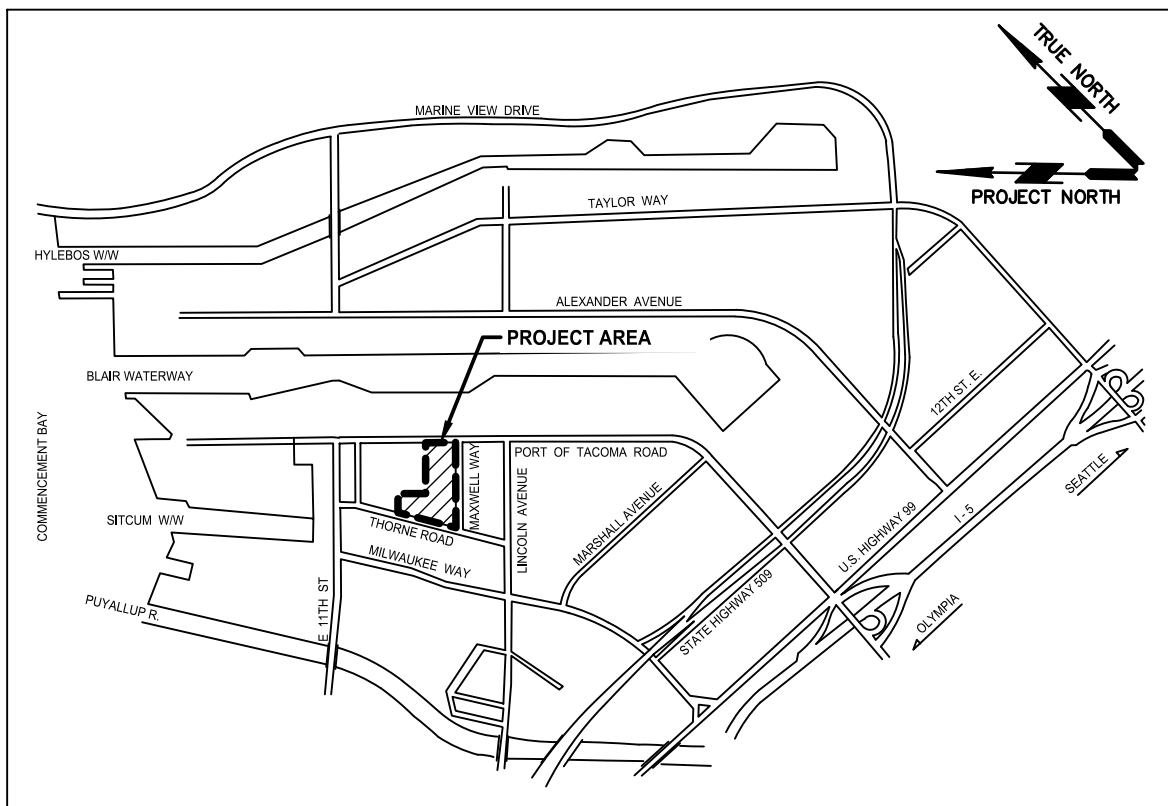 TRUE NORTH
PROJECT NORTH
MARINE VIEW DRIVE
TAYLOR WAY
HYLEBOS W/W
ALEXANDER AVENUE
PROJECT AREA
BLAIR WATERWAY
12TH ST. E.
COMMENCEMENT BAY
PORT OF TACOMA ROAD
MAXWELL WAY
LINCOLN AVENUE
SEATTLE
MARSHALL AVENUE
U.S. HIGHWAY 99
I - 5
SITCUM W/W
THORNE ROAD
MILWAUKEE WAY
STATE HIGHWAY 509
OLYMPIA
PUYALLUP R.
E 11TH ST